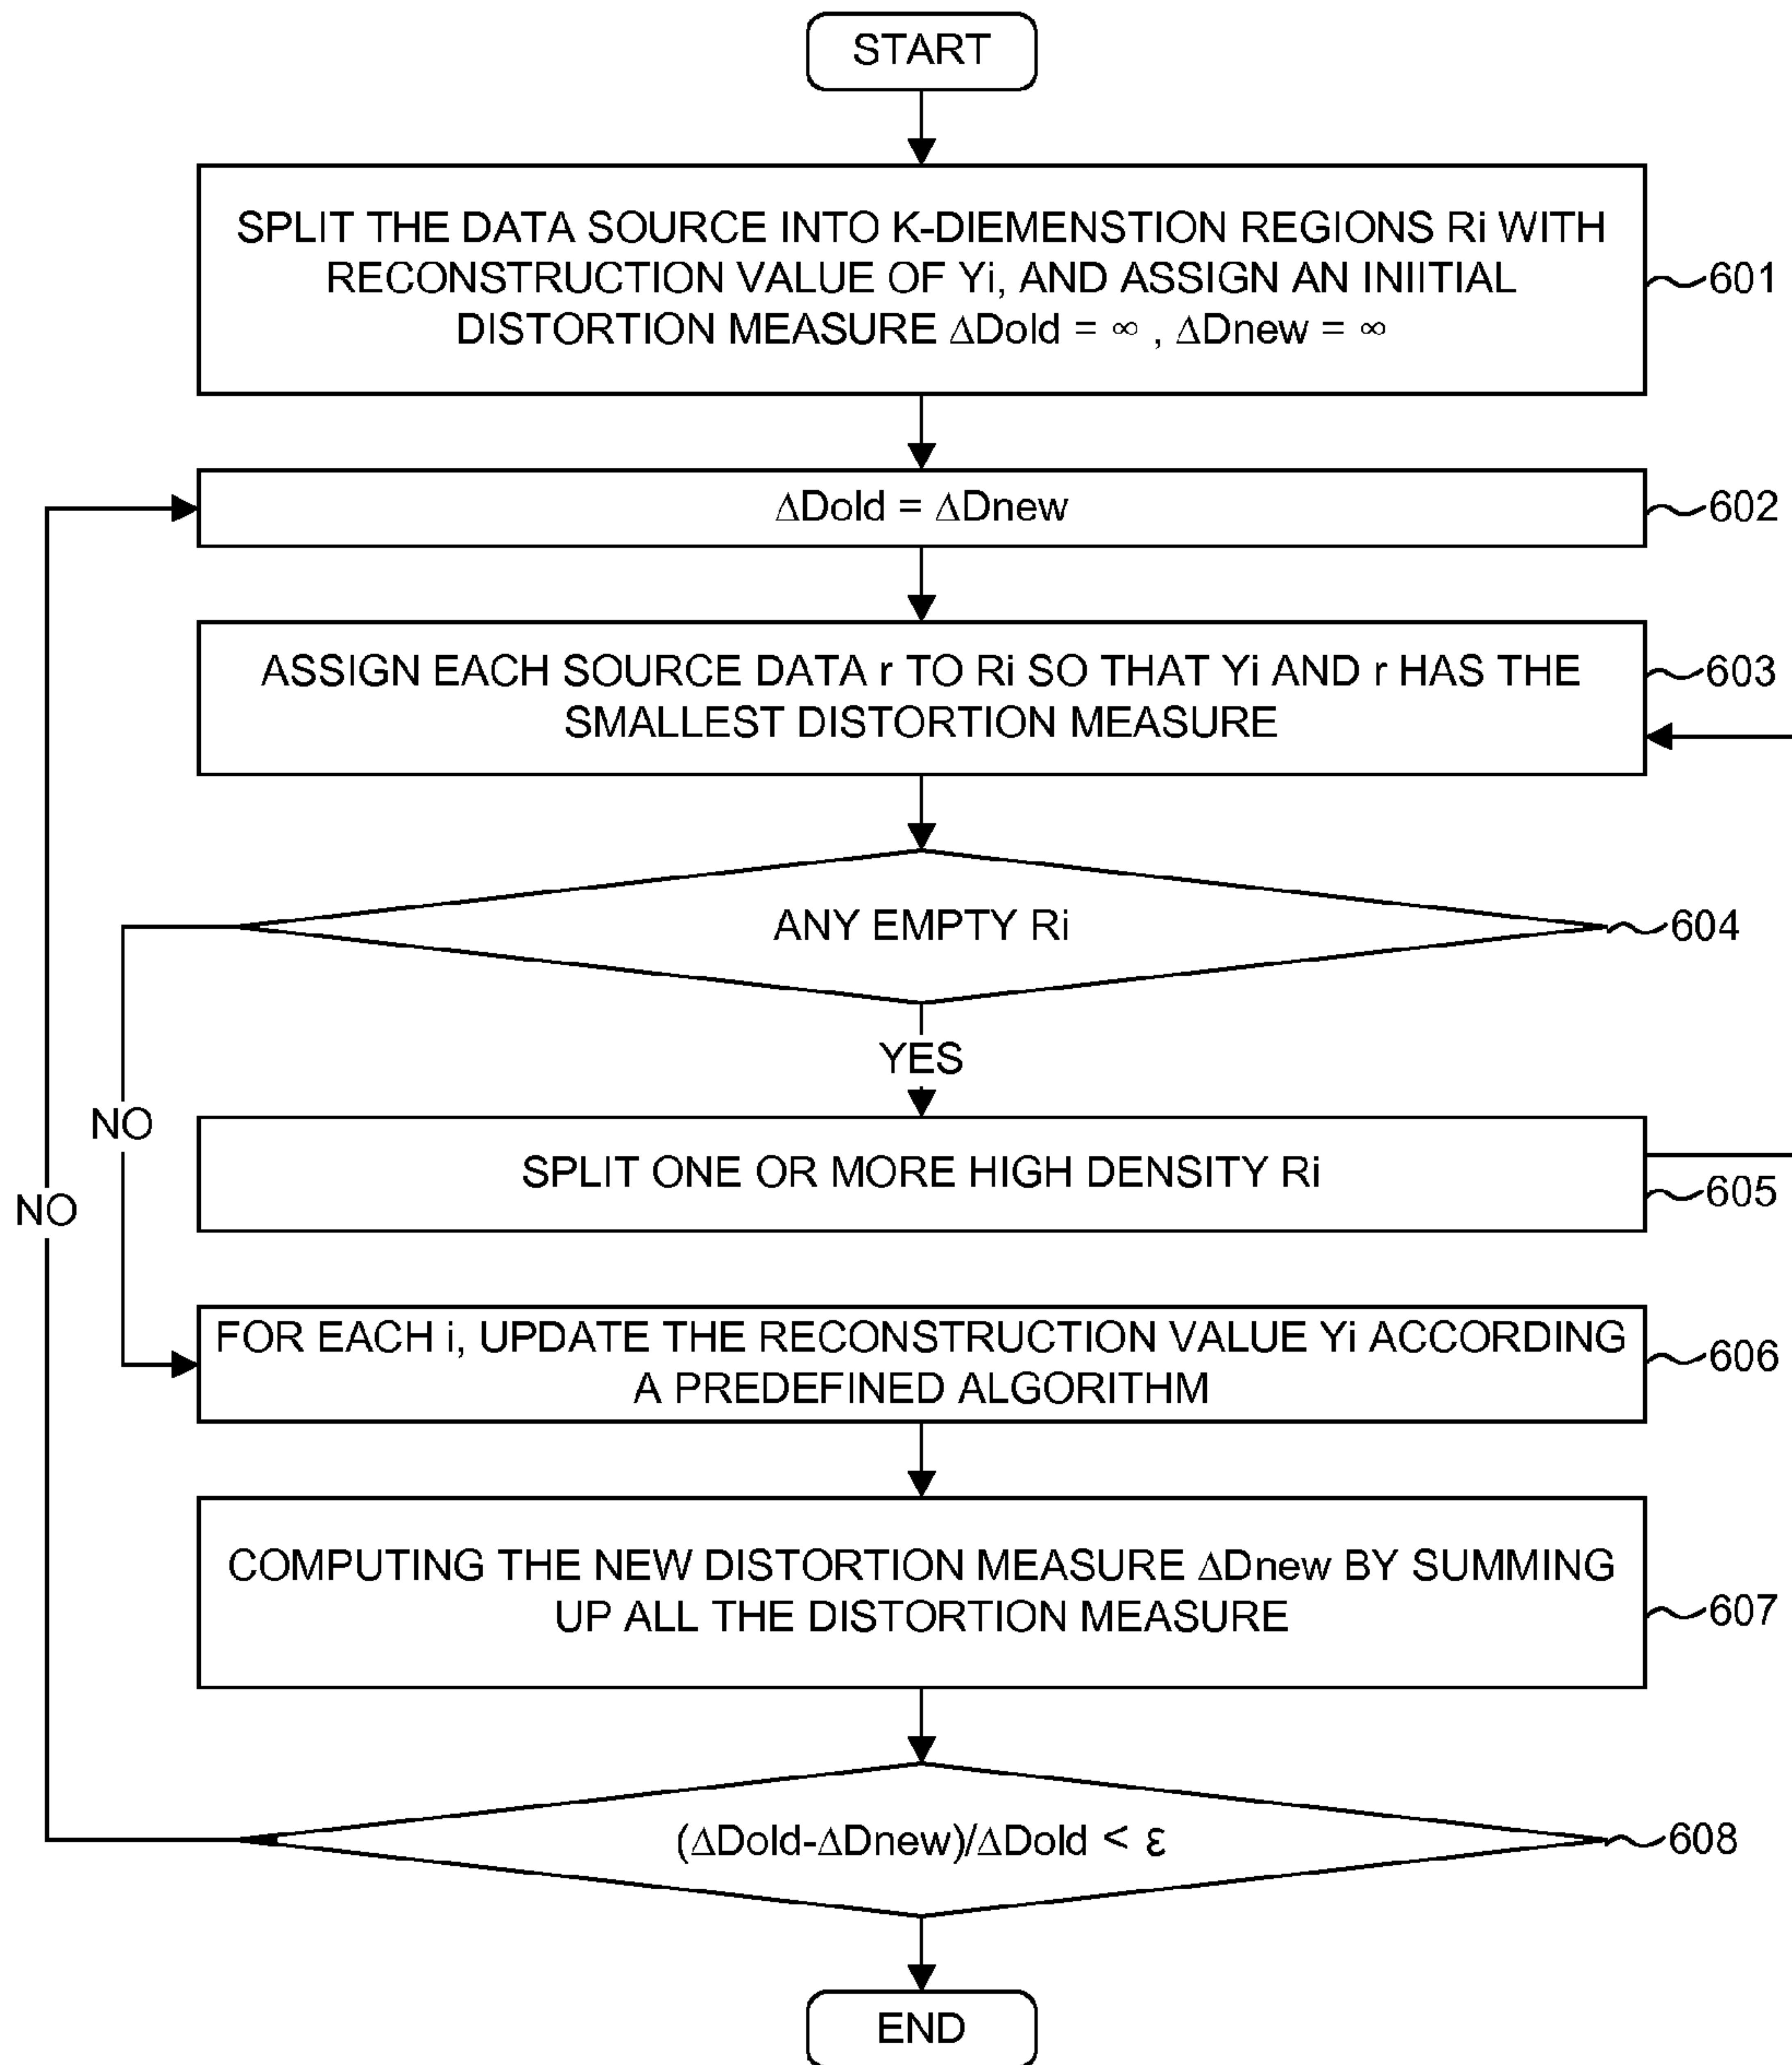 START
SPLIT THE DATA SOURCE INTO K-DIEMENSTION REGIONS Ri WITH
RECONSTRUCTION VALUE OF Yi, AND ASSIGN AN INIITIAL
DISTORTION MEASURE ΔDold = ∞ , ΔDnew = ∞
601
ΔDold = ΔDnew
602
ASSIGN EACH SOURCE DATA r TO Ri SO THAT Yi AND r HAS THE
SMALLEST DISTORTION MEASURE
603
ANY EMPTY Ri
604
YES
NO
SPLIT ONE OR MORE HIGH DENSITY Ri
605
NO
FOR EACH i, UPDATE THE RECONSTRUCTION VALUE Yi ACCORDING
A PREDEFINED ALGORITHM
606
COMPUTING THE NEW DISTORTION MEASURE ΔDnew BY SUMMING
UP ALL THE DISTORTION MEASURE
607
(ΔDold-ΔDnew)/ΔDold < ε
608
END